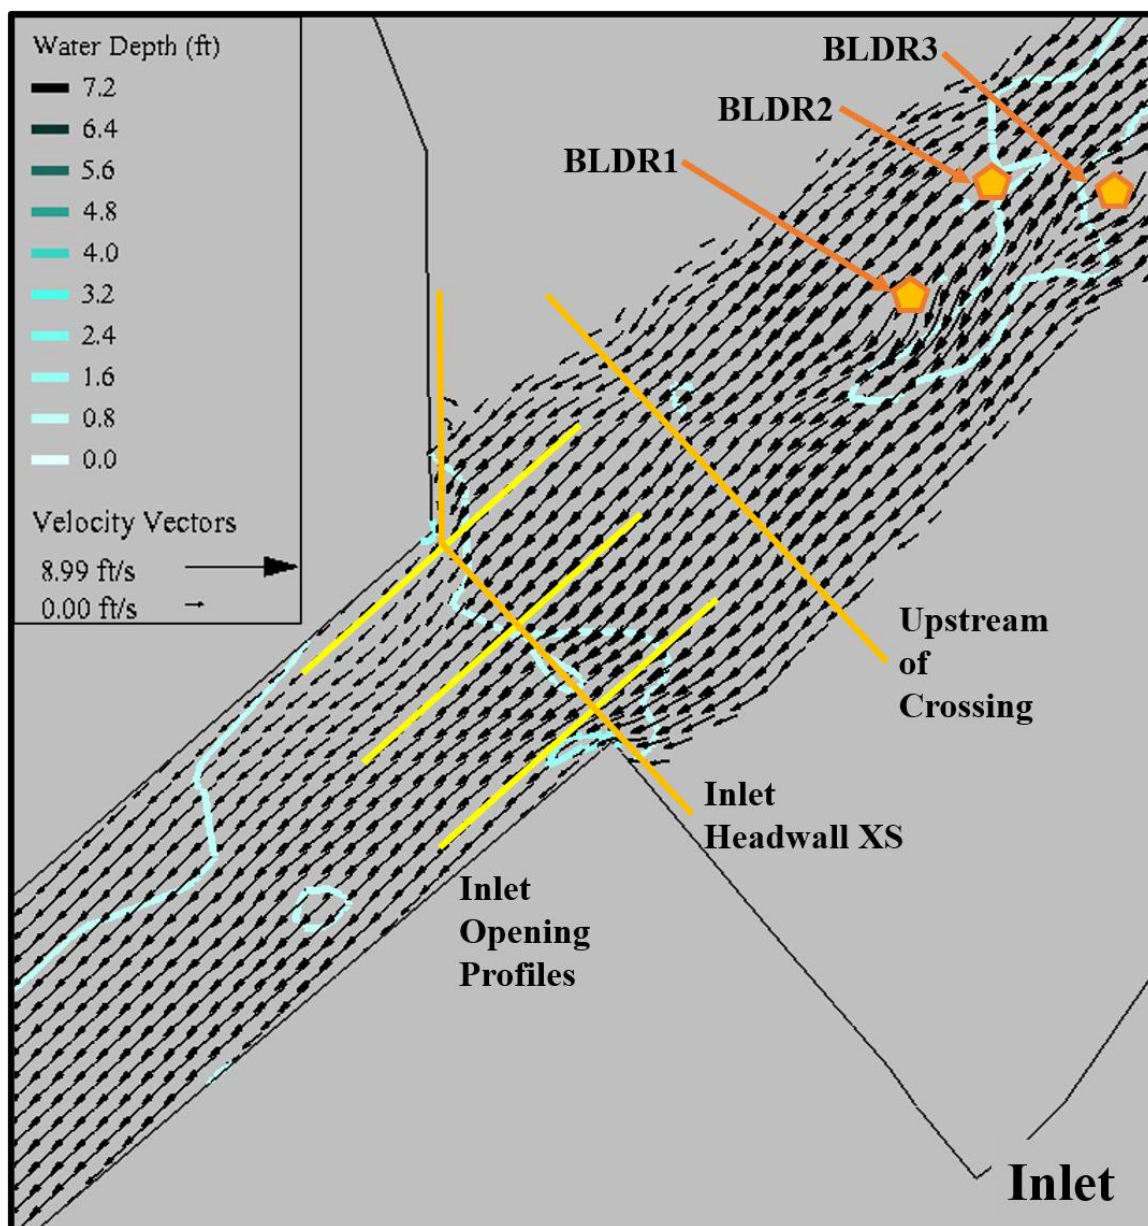 Water Depth (ft)
7.2
6.4
5.6
4.8
4.0
3.2
2.4
1.6
0.8
0.0
Velocity Vectors
8.99 ft/s
0.00 ft/s
BLDR3
BLDR2
BLDR1
Upstream
of
Crossing
Inlet
Headwall XS
Inlet
Opening
Profiles
Inlet